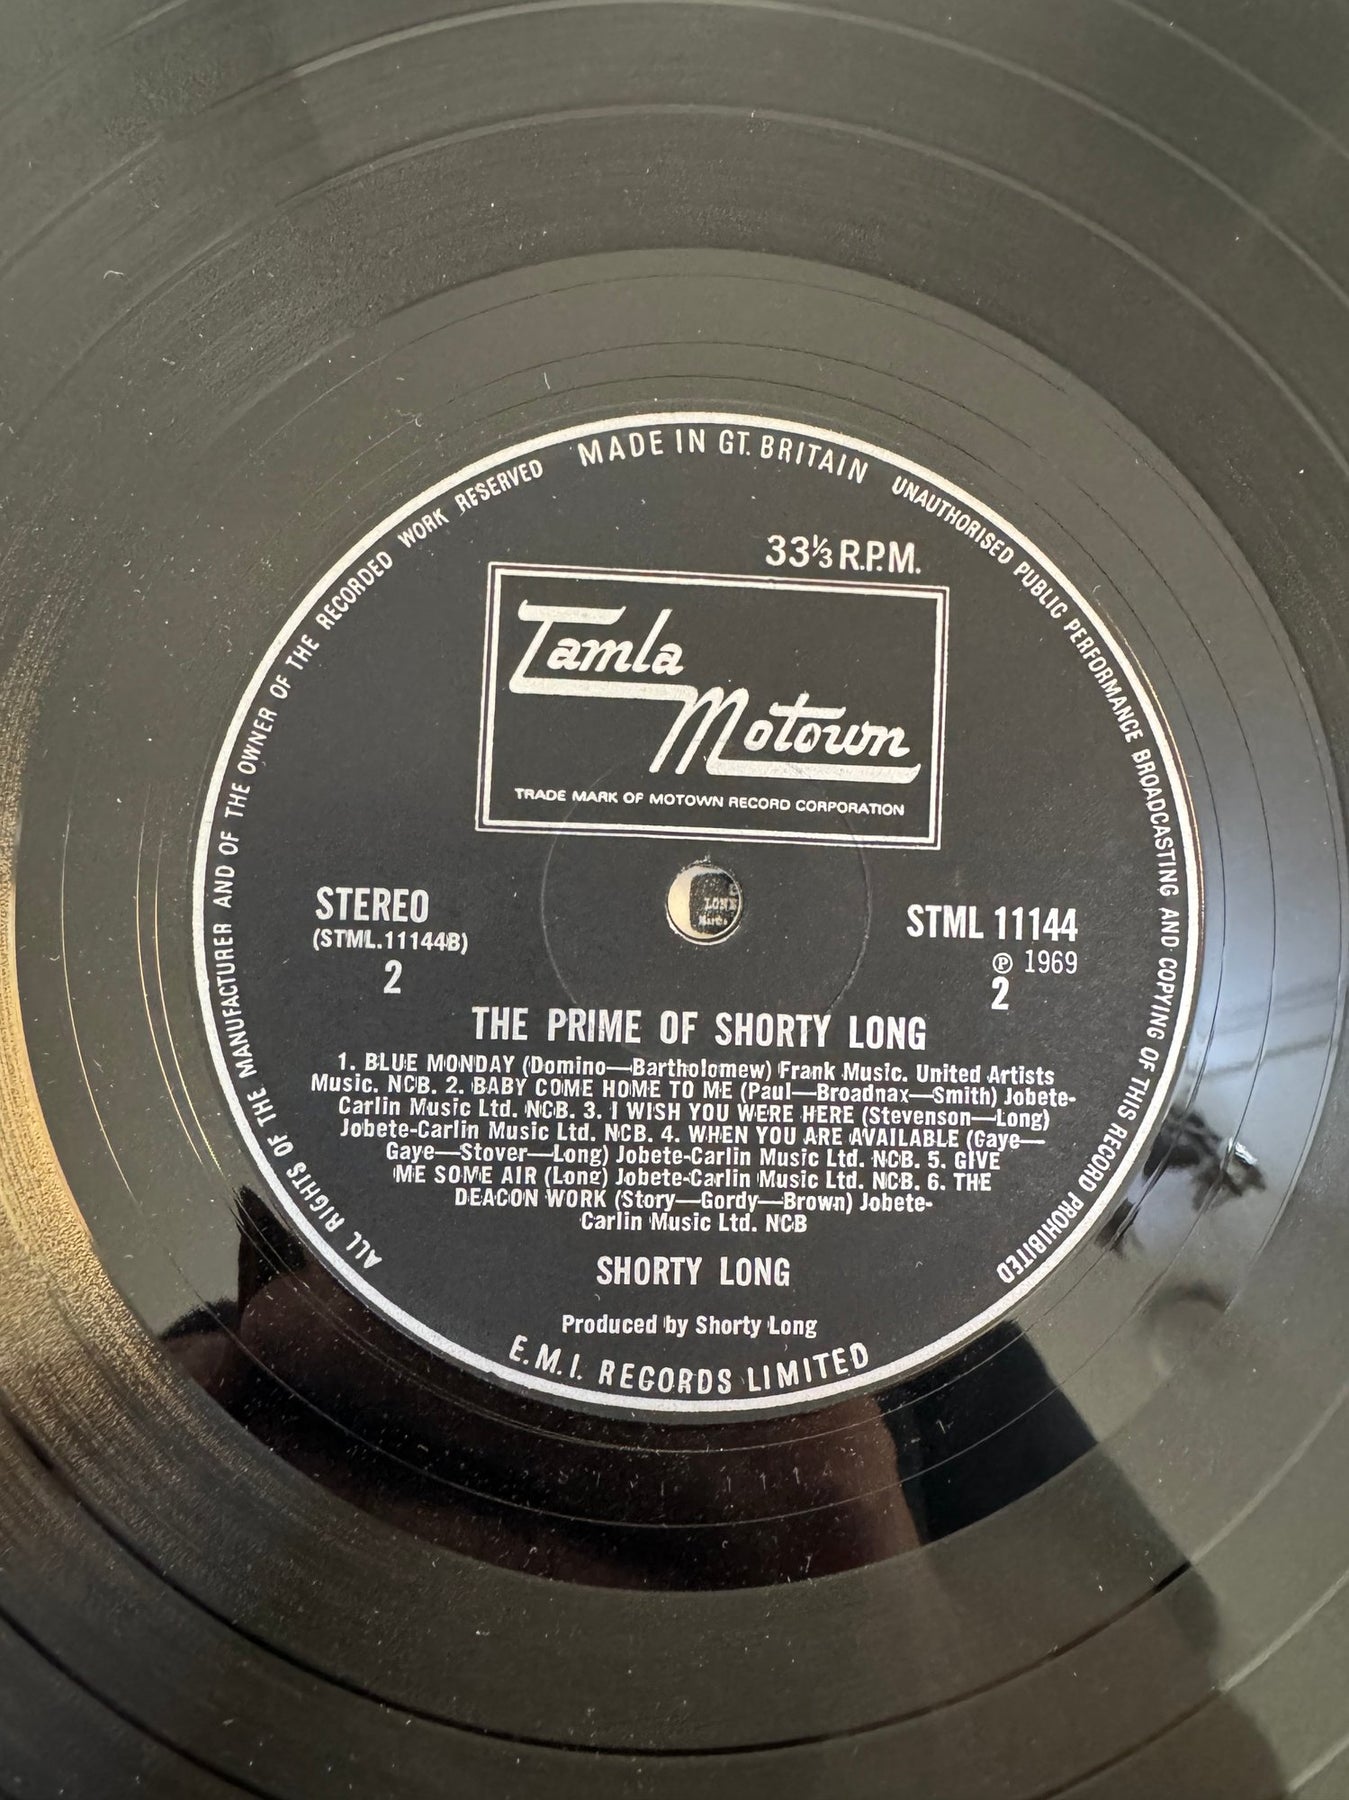 MADE IN GT. BRITAIN
UNAUTHORISED PUBLIC PERFORMANCE BROADCASTING AND COPYING OF THIS RECORD PROHIBITED
ALL RIGHTS OF THE MANUFACTURER AND OF THE OWNER OF THE RECORDED WORK RESERVED
33⅓ R.P.M.
Tamla
Motown
TRADE MARK OF MOTOWN RECORD CORPORATION
STEREO
(STML.11144B)
2
STML 11144
℗ 1969
2
THE PRIME OF SHORTY LONG
1. BLUE MONDAY (Domino—Bartholomew) Frank Music. United Artists
Music. NCB. 2. BABY COME HOME TO ME (Paul—Broadnax—Smith) Jobete-
Carlin Music Ltd. NCB. 3. I WISH YOU WERE HERE (Stevenson—Long)
Jobete-Carlin Music Ltd. NCB. 4. WHEN YOU ARE AVAILABLE (Gaye—
Gaye—Stover—Long) Jobete-Carlin Music Ltd. NCB. 5. GIVE
ME SOME AIR (Long) Jobete-Carlin Music Ltd. NCB. 6. THE
DEACON WORK (Story—Gordy—Brown) Jobete-
Carlin Music Ltd. NCB
SHORTY LONG
Produced by Shorty Long
E.M.I. RECORDS LIMITED